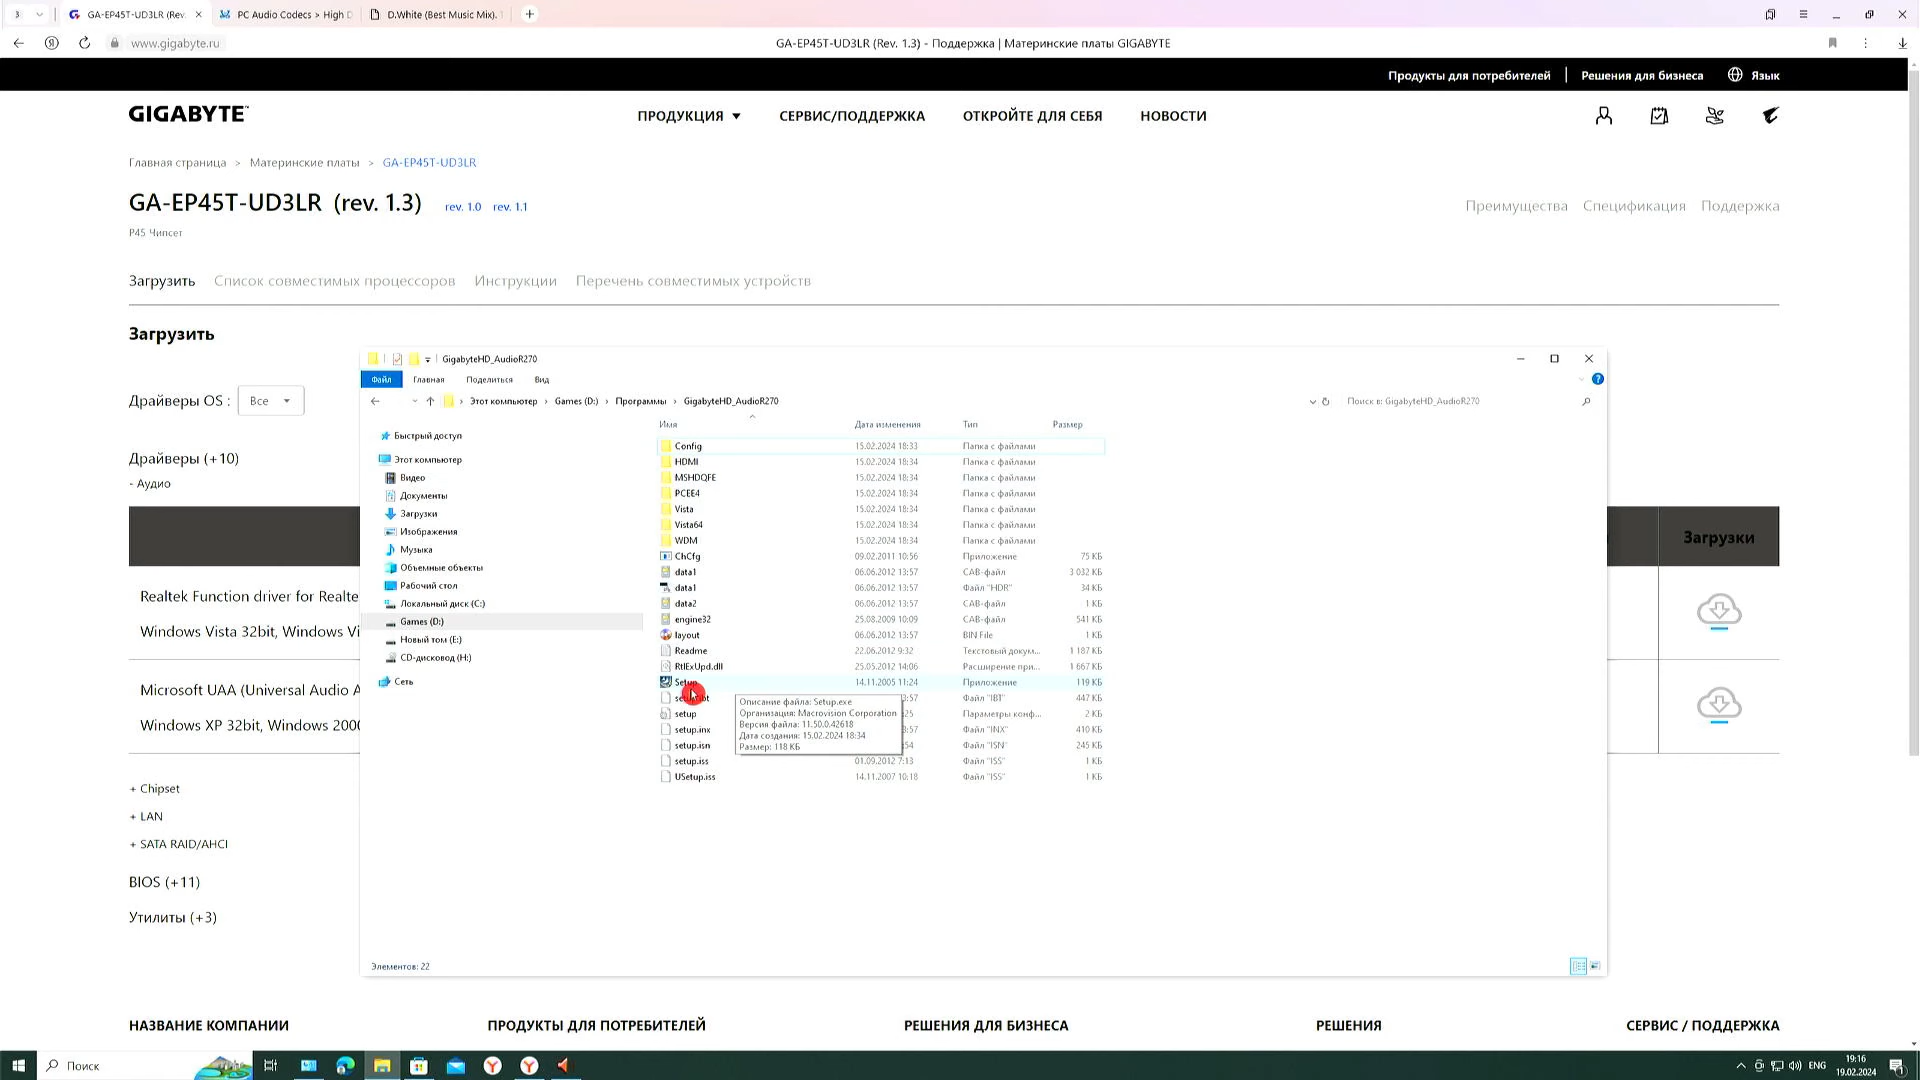 3
GA-EP45T-UD3LR (Rev.
PC Audio Codecs > High D
D.White (Best Music Mix).
www.gigabyte.ru
GA-EP45T-UD3LR (Rev. 1.3) - Поддержка | Материнские платы GIGABYTE
Продукты для потребителей
Решения для бизнеса
Язык
GIGABYTE™
ПРОДУКЦИЯ
СЕРВИС/ПОДДЕРЖКА
ОТКРОЙТЕ ДЛЯ СЕБЯ
НОВОСТИ
Главная страница > Материнские платы > GA-EP45T-UD3LR
GA-EP45T-UD3LR (rev. 1.3) rev. 1.0 rev. 1.1
Преимущества Спецификация Поддержка
P45 Чипсет
Загрузить Список совместимых процессоров Инструкции Перечень совместимых устройств
Загрузить
Драйверы OS : Все
Драйверы (+10)
- Аудио
Загрузки
Realtek Function driver for Realte
Windows Vista 32bit, Windows Vi
Microsoft UAA (Universal Audio A
Windows XP 32bit, Windows 2000
+ Chipset
+ LAN
+ SATA RAID/AHCI
BIOS (+11)
Утилиты (+3)
GigabyteHD_AudioR270
Файл Главная Поделиться Вид
Этот компьютер › Games (D:) › Программы › GigabyteHD_AudioR270
Поиск в: GigabyteHD_AudioR270
Быстрый доступ
Этот компьютер
Видео
Документы
Загрузки
Изображения
Музыка
Объемные объекты
Рабочий стол
Локальный диск (C:)
Games (D:)
Новый том (E:)
CD-дисковод (H:)
Сеть
Имя Дата изменения Тип Размер
Config 15.02.2024 18:33 Папка с файлами
HDMI 15.02.2024 18:34 Папка с файлами
MSHDQFE 15.02.2024 18:34 Папка с файлами
PCEE4 15.02.2024 18:34 Папка с файлами
Vista 15.02.2024 18:34 Папка с файлами
Vista64 15.02.2024 18:34 Папка с файлами
WDM 15.02.2024 18:34 Папка с файлами
ChCfg 09.02.2011 10:56 Приложение 75 КБ
data1 06.06.2012 13:57 CAB-файл 3 032 КБ
data1 06.06.2012 13:57 Файл "HDR" 34 КБ
data2 06.06.2012 13:57 CAB-файл 1 КБ
engine32 25.08.2009 10:09 CAB-файл 541 КБ
layout 06.06.2012 13:57 BIN File 1 КБ
Readme 22.06.2012 9:32 Текстовый докум... 1 187 КБ
RtlExUpd.dll 25.05.2012 14:06 Расширение при... 1 667 КБ
Setup 14.11.2005 11:24 Приложение 119 КБ
3:57 Файл "IBT" 447 КБ
setup :25 Параметры конф... 2 КБ
setup.inx 3:57 Файл "INX" 410 КБ
setup.isn :54 Файл "ISN" 245 КБ
setup.iss 01.09.2012 7:13 Файл "ISS" 1 КБ
USetup.iss 14.11.2007 10:18 Файл "ISS" 1 КБ
Описание файла: Setup.exe
Организация: Macrovision Corporation
Версия файла: 11.50.0.42618
Дата создания: 15.02.2024 18:34
Размер: 118 КБ
Элементов: 22
НАЗВАНИЕ КОМПАНИИ
ПРОДУКТЫ ДЛЯ ПОТРЕБИТЕЛЕЙ
РЕШЕНИЯ ДЛЯ БИЗНЕСА
РЕШЕНИЯ
СЕРВИС / ПОДДЕРЖКА
Поиск
ENG
19:16
19.02.2024